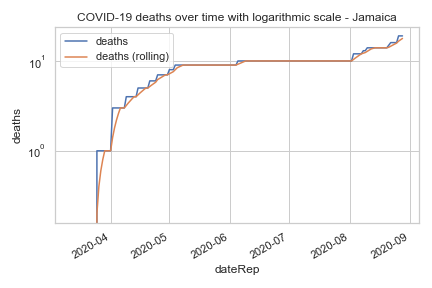 COVID-19 deaths over time with logarithmic scale - Jamaica
deaths
deaths (rolling)
10¹
10⁰
deaths
2020-04
2020-05
2020-06
2020-07
2020-08
2020-09
dateRep